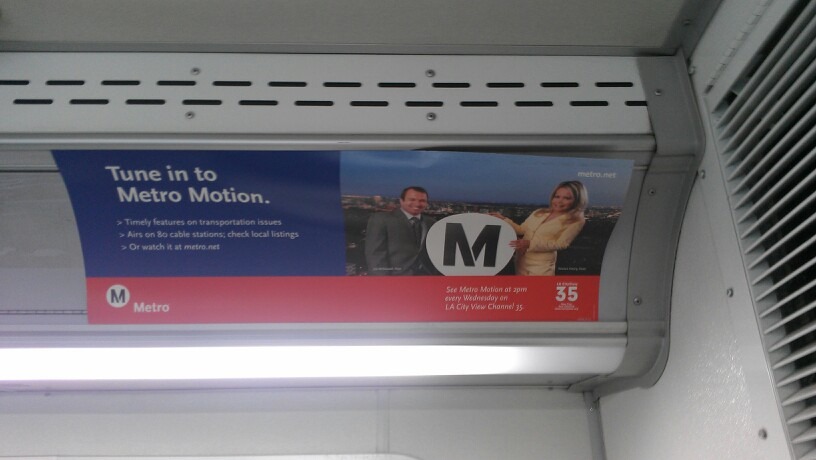 Tune in to
Metro Motion.
> Timely features on transportation issues
> Airs on 80 cable stations; check local listings
> Or watch it at metro.net
metro.net
M
M Metro
See Metro Motion at 2pm
every Wednesday on
LA City View Channel 35.
35